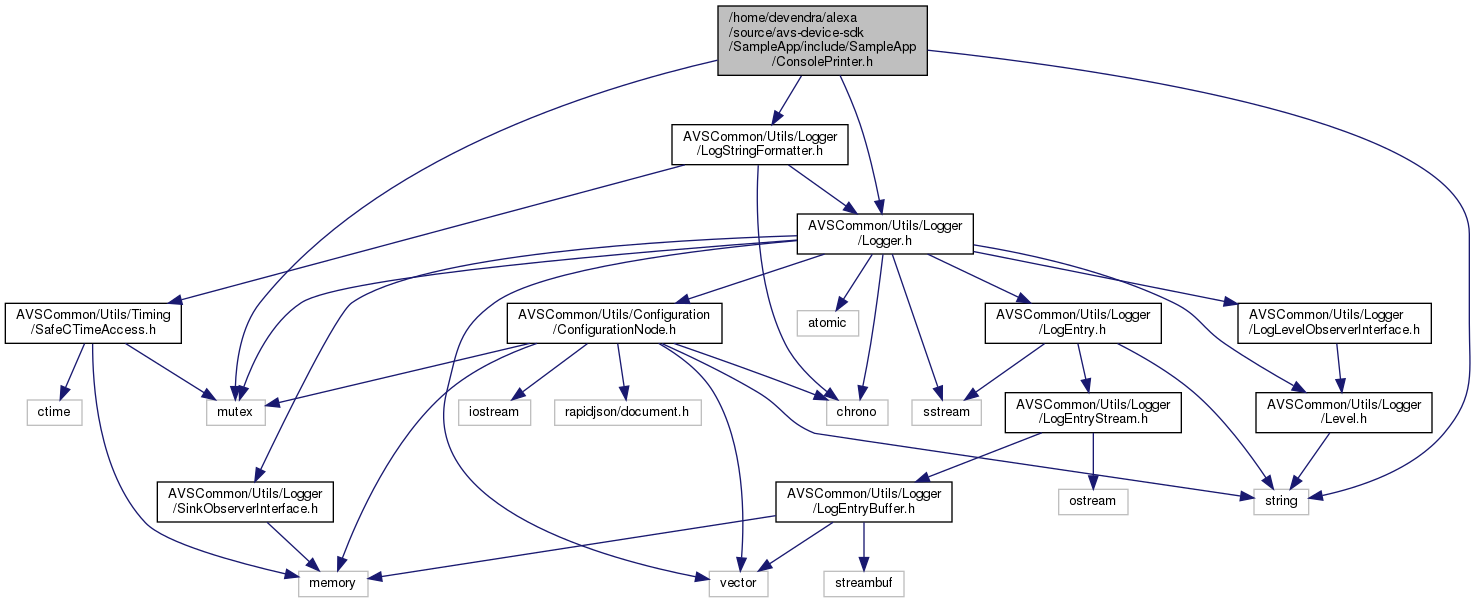 /home/devendra/alexa
/source/avs-device-sdk
/SampleApp/include/SampleApp
/ConsolePrinter.h
AVSCommon/Utils/Logger
/LogStringFormatter.h
AVSCommon/Utils/Logger
/Logger.h
AVSCommon/Utils/Timing
/SafeCTimeAccess.h
AVSCommon/Utils/Configuration
/ConfigurationNode.h
atomic
AVSCommon/Utils/Logger
/LogEntry.h
AVSCommon/Utils/Logger
/LogLevelObserverInterface.h
ctime
mutex
iostream
rapidjson/document.h
chrono
sstream
AVSCommon/Utils/Logger
/LogEntryStream.h
AVSCommon/Utils/Logger
/Level.h
AVSCommon/Utils/Logger
/SinkObserverInterface.h
AVSCommon/Utils/Logger
/LogEntryBuffer.h
ostream
string
memory
vector
streambuf